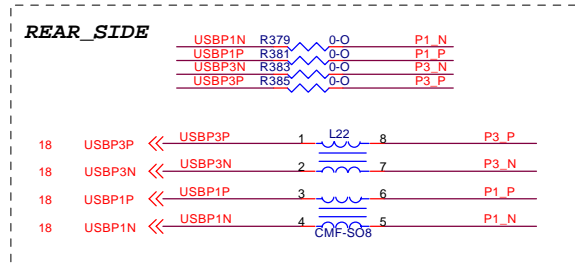 REAR_SIDE
USBP1N R379 0-O P1_N
USBP1P R381 0-O P1_P
USBP3N R383 0-O P3_N
USBP3P R385 0-O P3_P
L22
18 USBP3P USBP3P 1 8 P3_P
18 USBP3N USBP3N 2 7 P3_N
18 USBP1P USBP1P 3 6 P1_P
18 USBP1N USBP1N 4 5 P1_N
CMF-SO8